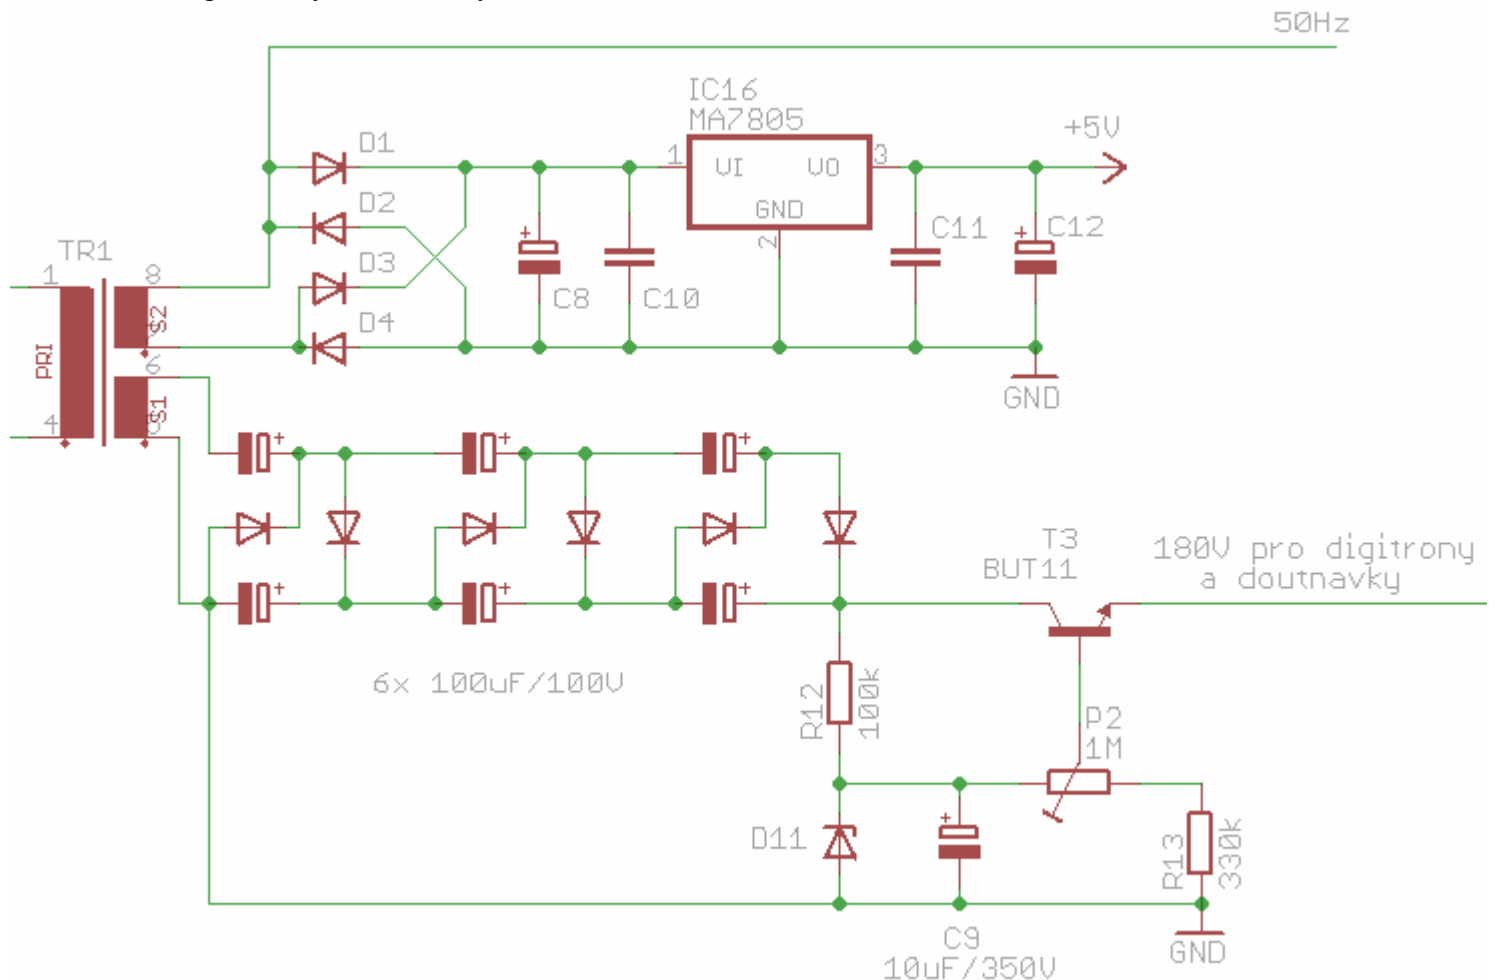 50Hz
IC16
MA7805
+5V
D1
1
VI
VO
3
D2
GND
2
C11
C12
TR1
1
8
D3
C8
C10
S2
PRI
D4
6
GND
S1
4
+
+
+
+
+
+
+
+
+
T3
BUT11
180V pro digitrony
a doutnavky
6x 100uF/100V
R12
100k
P2
1M
D11
R13
330k
C9
10uF/350V
GND